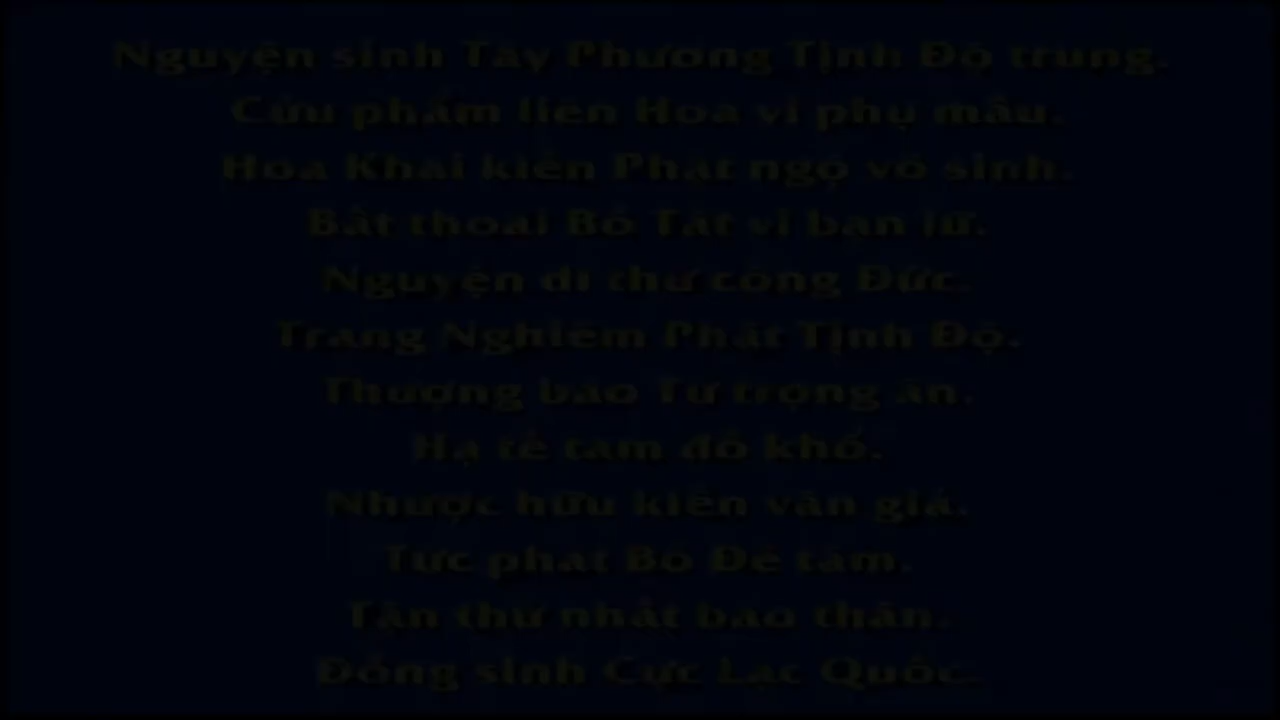 Nguyện sinh Tây Phương Tịnh Độ trung.
Cửu phẩm liên Hoa vi phụ mẫu.
Hoa Khai kiến Phật ngộ vô sinh.
Bất thoái Bồ Tát vi bạn lữ.
Nguyện dĩ thử công Đức.
Trang Nghiêm Phật Tịnh Độ.
Thượng báo Tứ trọng ân.
Hạ tế tam đồ khổ.
Nhược hữu kiến văn giả.
Tức phát Bồ Đề tâm.
Tận thử nhất báo thân.
Đồng sinh Cực Lạc Quốc.